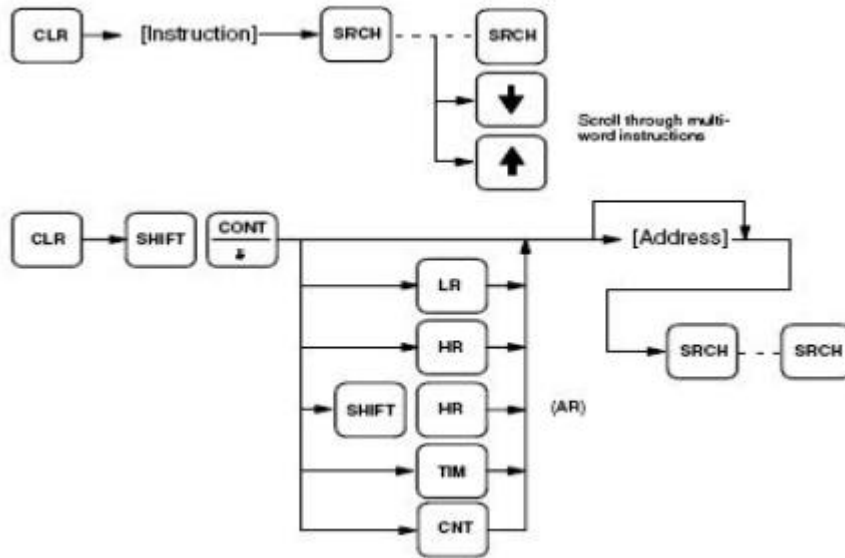 CLR [Instruction] SRCH SRCH
Scroll through multi-
word instructions
CLR SHIFT CONT [Address]
LR
HR
SRCH SRCH
SHIFT HR (AR)
TIM
CNT